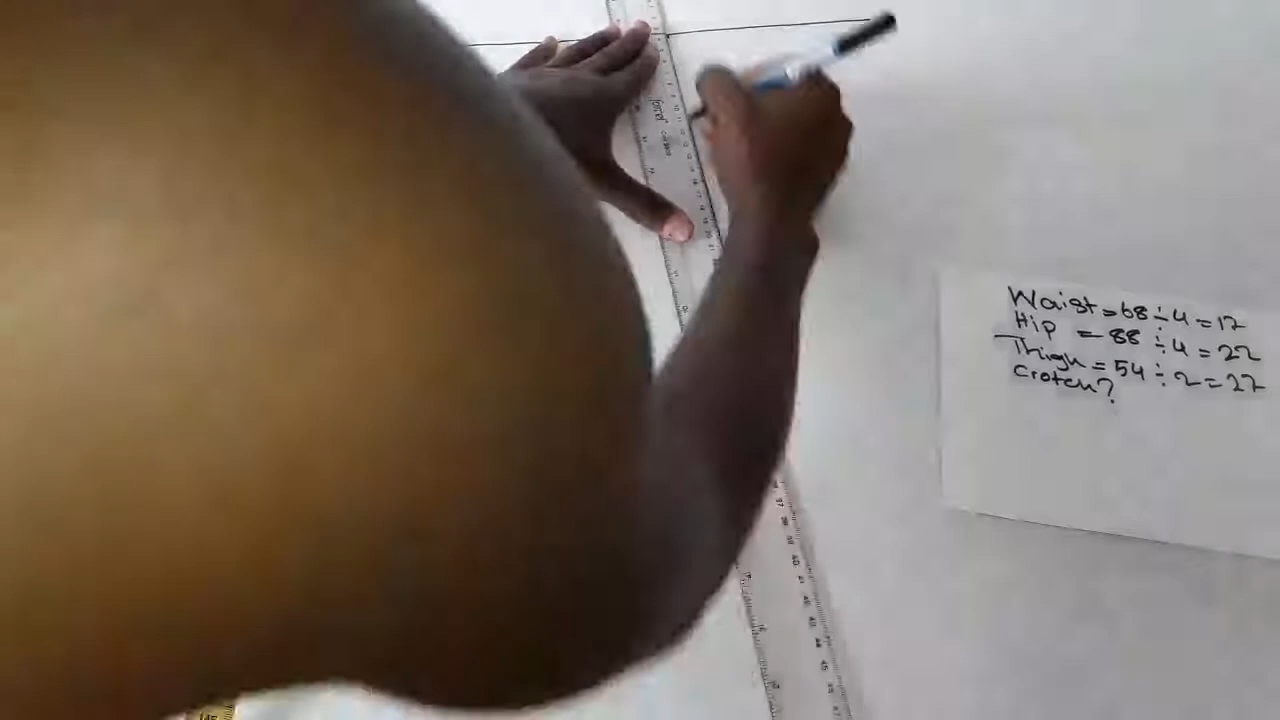 Waist = 68 ÷ 4 = 17
Hip = 88 ÷ 4 = 22
Thigh = 54 ÷ 2 = 27
Crotch?